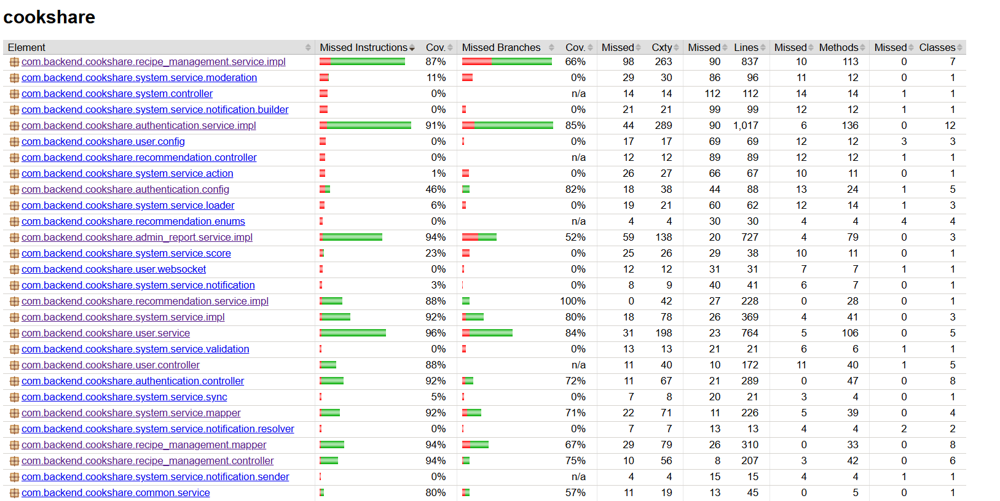 cookshare
Element Missed Instructions Cov. Missed Branches Cov. Missed Cxty Missed Lines Missed Methods Missed Classes
com.backend.cookshare.recipe_management.service.impl 87% 66% 98 263 90 837 10 113 0 7
com.backend.cookshare.system.service.moderation 11% 0% 29 30 86 96 11 12 0 1
com.backend.cookshare.system.controller 0% n/a 14 14 112 112 14 14 1 1
com.backend.cookshare.system.service.notification.builder 0% 0% 21 21 99 99 12 12 1 1
com.backend.cookshare.authentication.service.impl 91% 85% 44 289 90 1,017 6 136 0 12
com.backend.cookshare.user.config 0% 0% 17 17 69 69 12 12 3 3
com.backend.cookshare.recommendation.controller 0% n/a 12 12 89 89 12 12 1 1
com.backend.cookshare.system.service.action 1% 0% 26 27 66 67 10 11 0 1
com.backend.cookshare.authentication.config 46% 82% 18 38 44 88 13 24 1 5
com.backend.cookshare.system.service.loader 6% 0% 19 21 60 62 12 14 1 3
com.backend.cookshare.recommendation.enums 0% n/a 4 4 30 30 4 4 4 4
com.backend.cookshare.admin_report.service.impl 94% 52% 59 138 20 727 4 79 0 3
com.backend.cookshare.system.service.score 23% 0% 25 26 29 38 10 11 0 1
com.backend.cookshare.user.websocket 0% 0% 12 12 31 31 7 7 1 1
com.backend.cookshare.system.service.notification 3% 0% 8 9 40 41 6 7 0 1
com.backend.cookshare.recommendation.service.impl 88% 100% 0 42 27 228 0 28 0 1
com.backend.cookshare.system.service.impl 92% 80% 18 78 26 369 4 41 0 3
com.backend.cookshare.user.service 96% 84% 31 198 23 764 5 106 0 5
com.backend.cookshare.system.service.validation 0% 0% 13 13 21 21 6 6 1 1
com.backend.cookshare.user.controller 88% n/a 11 40 10 172 11 40 1 5
com.backend.cookshare.authentication.controller 92% 72% 11 67 21 289 0 47 0 8
com.backend.cookshare.system.service.sync 5% 0% 7 8 20 21 3 4 0 1
com.backend.cookshare.system.service.mapper 92% 71% 22 71 11 226 5 39 0 4
com.backend.cookshare.system.service.notification.resolver 0% 0% 7 7 13 13 4 4 2 2
com.backend.cookshare.recipe_management.mapper 94% 67% 29 79 26 310 0 33 0 8
com.backend.cookshare.recipe_management.controller 94% 75% 10 56 8 207 3 42 0 6
com.backend.cookshare.system.service.notification.sender 0% n/a 4 4 15 15 4 4 1 1
com.backend.cookshare.common.service 80% 57% 11 19 13 45 0 5 0 1